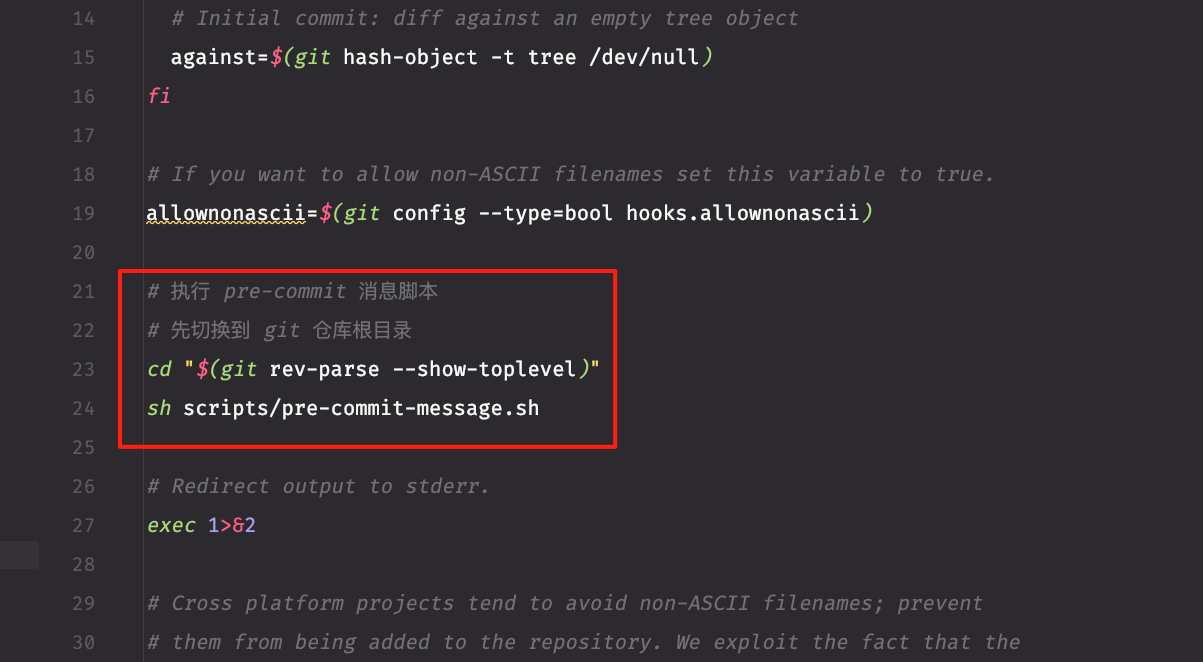 14 # Initial commit: diff against an empty tree object
15 against=$(git hash-object -t tree /dev/null)
16 fi
17
18 # If you want to allow non-ASCII filenames set this variable to true.
19 allownonascii=$(git config --type=bool hooks.allownonascii)
20
21 # 执行 pre-commit 消息脚本
22 # 先切换到 git 仓库根目录
23 cd "$(git rev-parse --show-toplevel)"
24 sh scripts/pre-commit-message.sh
25
26 # Redirect output to stderr.
27 exec 1>&2
28
29 # Cross platform projects tend to avoid non-ASCII filenames; prevent
30 # them from being added to the repository. We exploit the fact that the